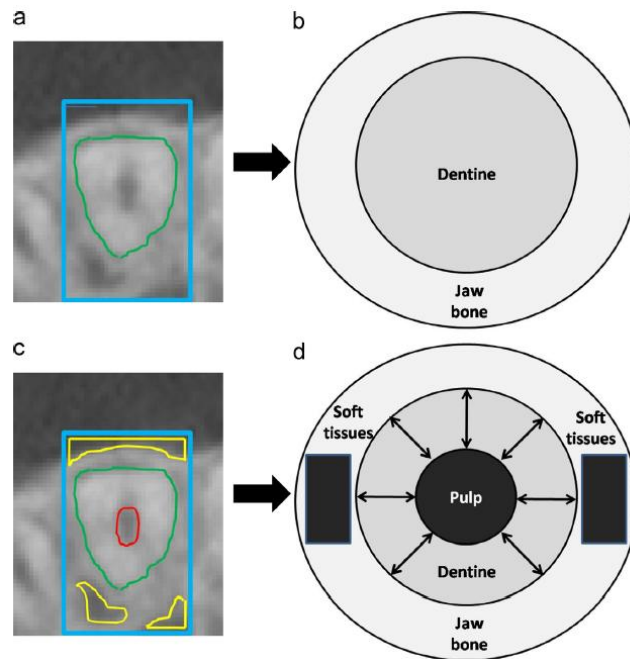 a
b
Dentine
Jaw
bone
c
d
Soft
tissues
Soft
tissues
Pulp
Dentine
Jaw
bone